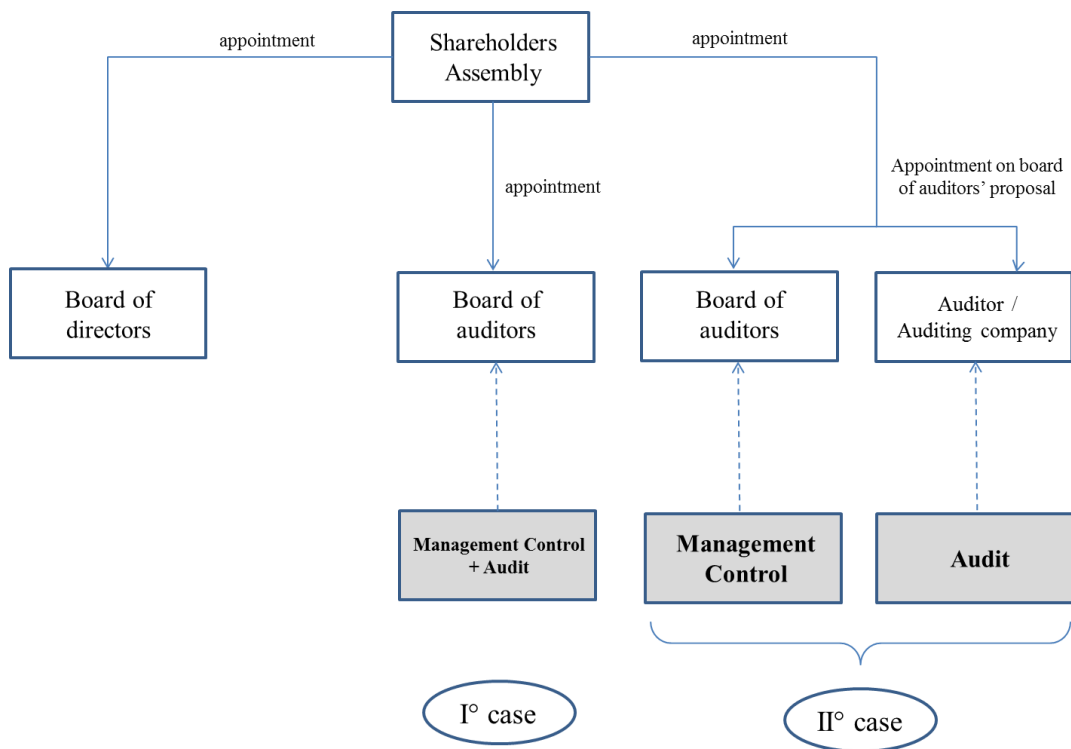 appointment
Shareholders
Assembly
appointment
appointment
Appointment on board
of auditors’ proposal
Board of
directors
Board of
auditors
Board of
auditors
Auditor /
Auditing company
Management Control
+ Audit
Management
Control
Audit
I° case
II° case